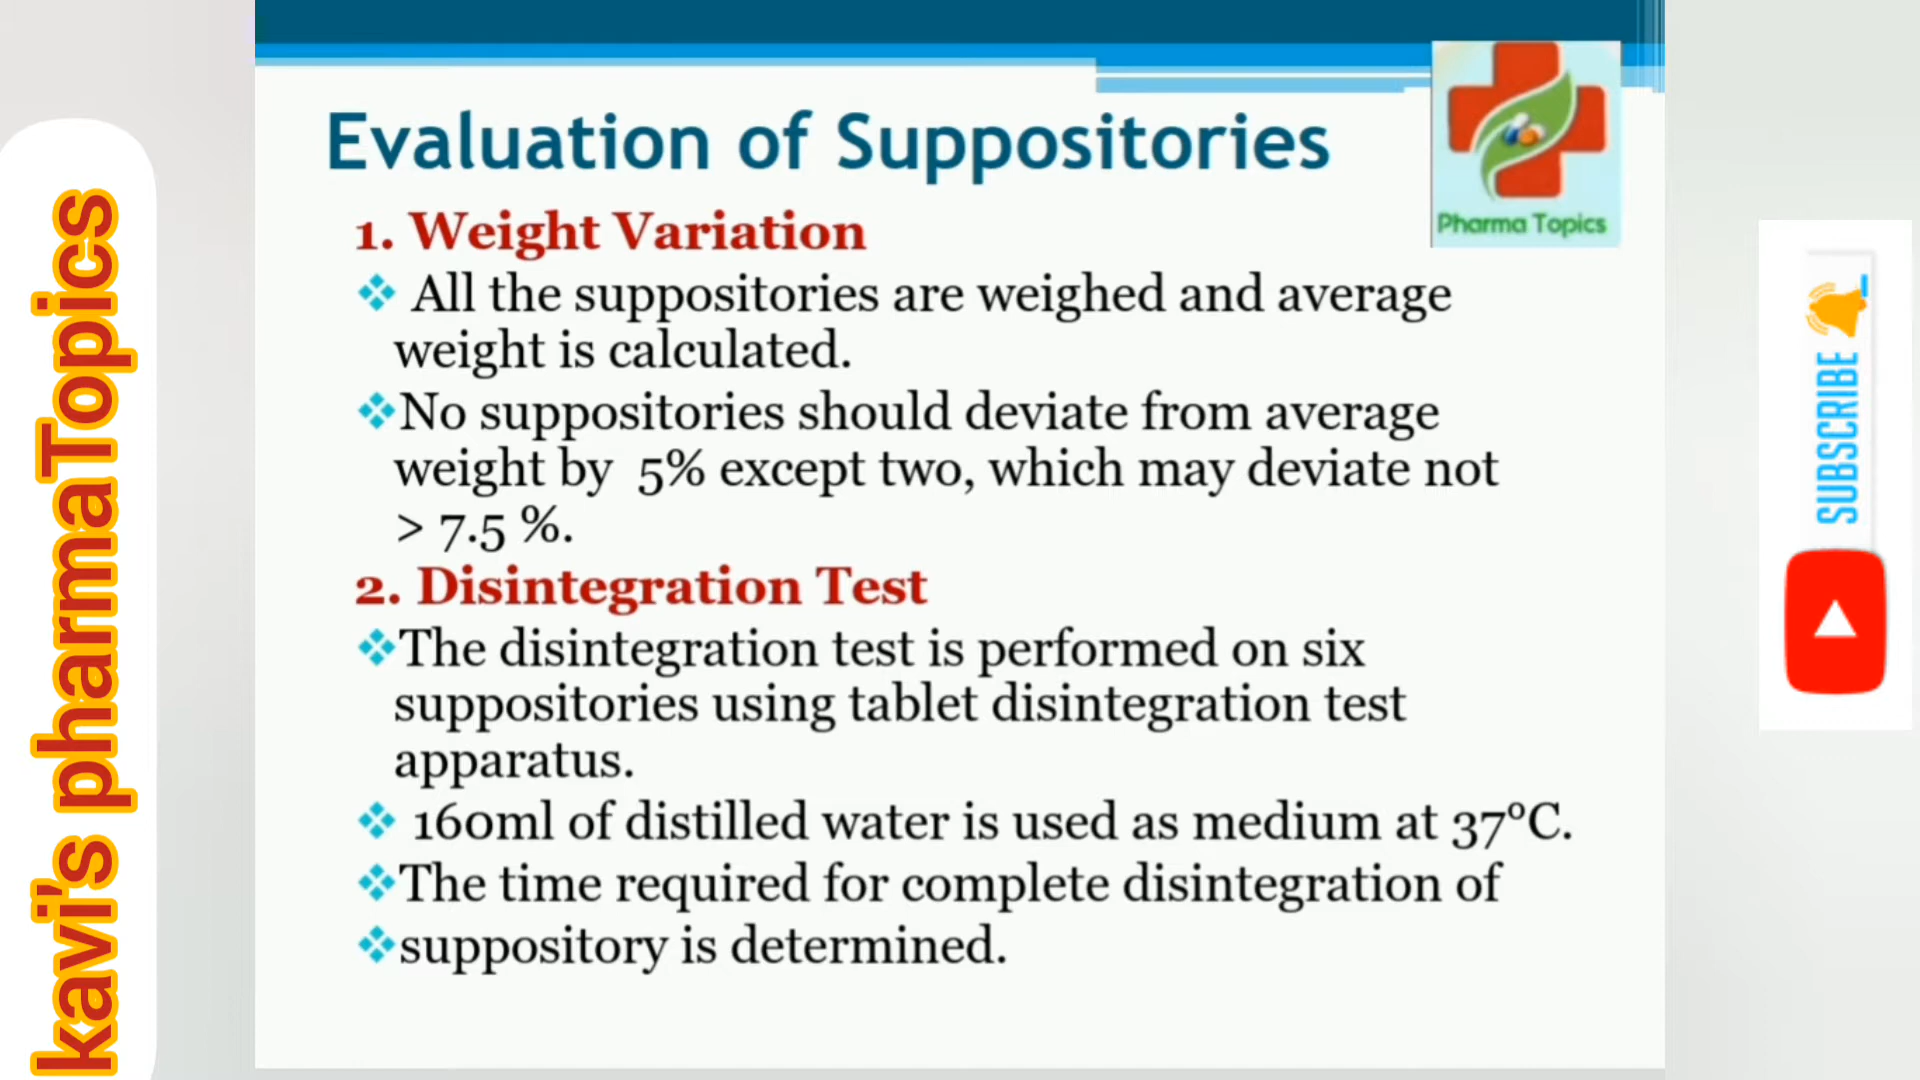 kavi's pharmaTopics
Evaluation of Suppositories
Pharma Topics
1. Weight Variation
❖ All the suppositories are weighed and average
weight is calculated.
❖No suppositories should deviate from average
weight by 5% except two, which may deviate not
> 7.5 %.
2. Disintegration Test
❖The disintegration test is performed on six
suppositories using tablet disintegration test
apparatus.
❖ 160ml of distilled water is used as medium at 37°C.
❖The time required for complete disintegration of
❖suppository is determined.
SUBSCRIBE